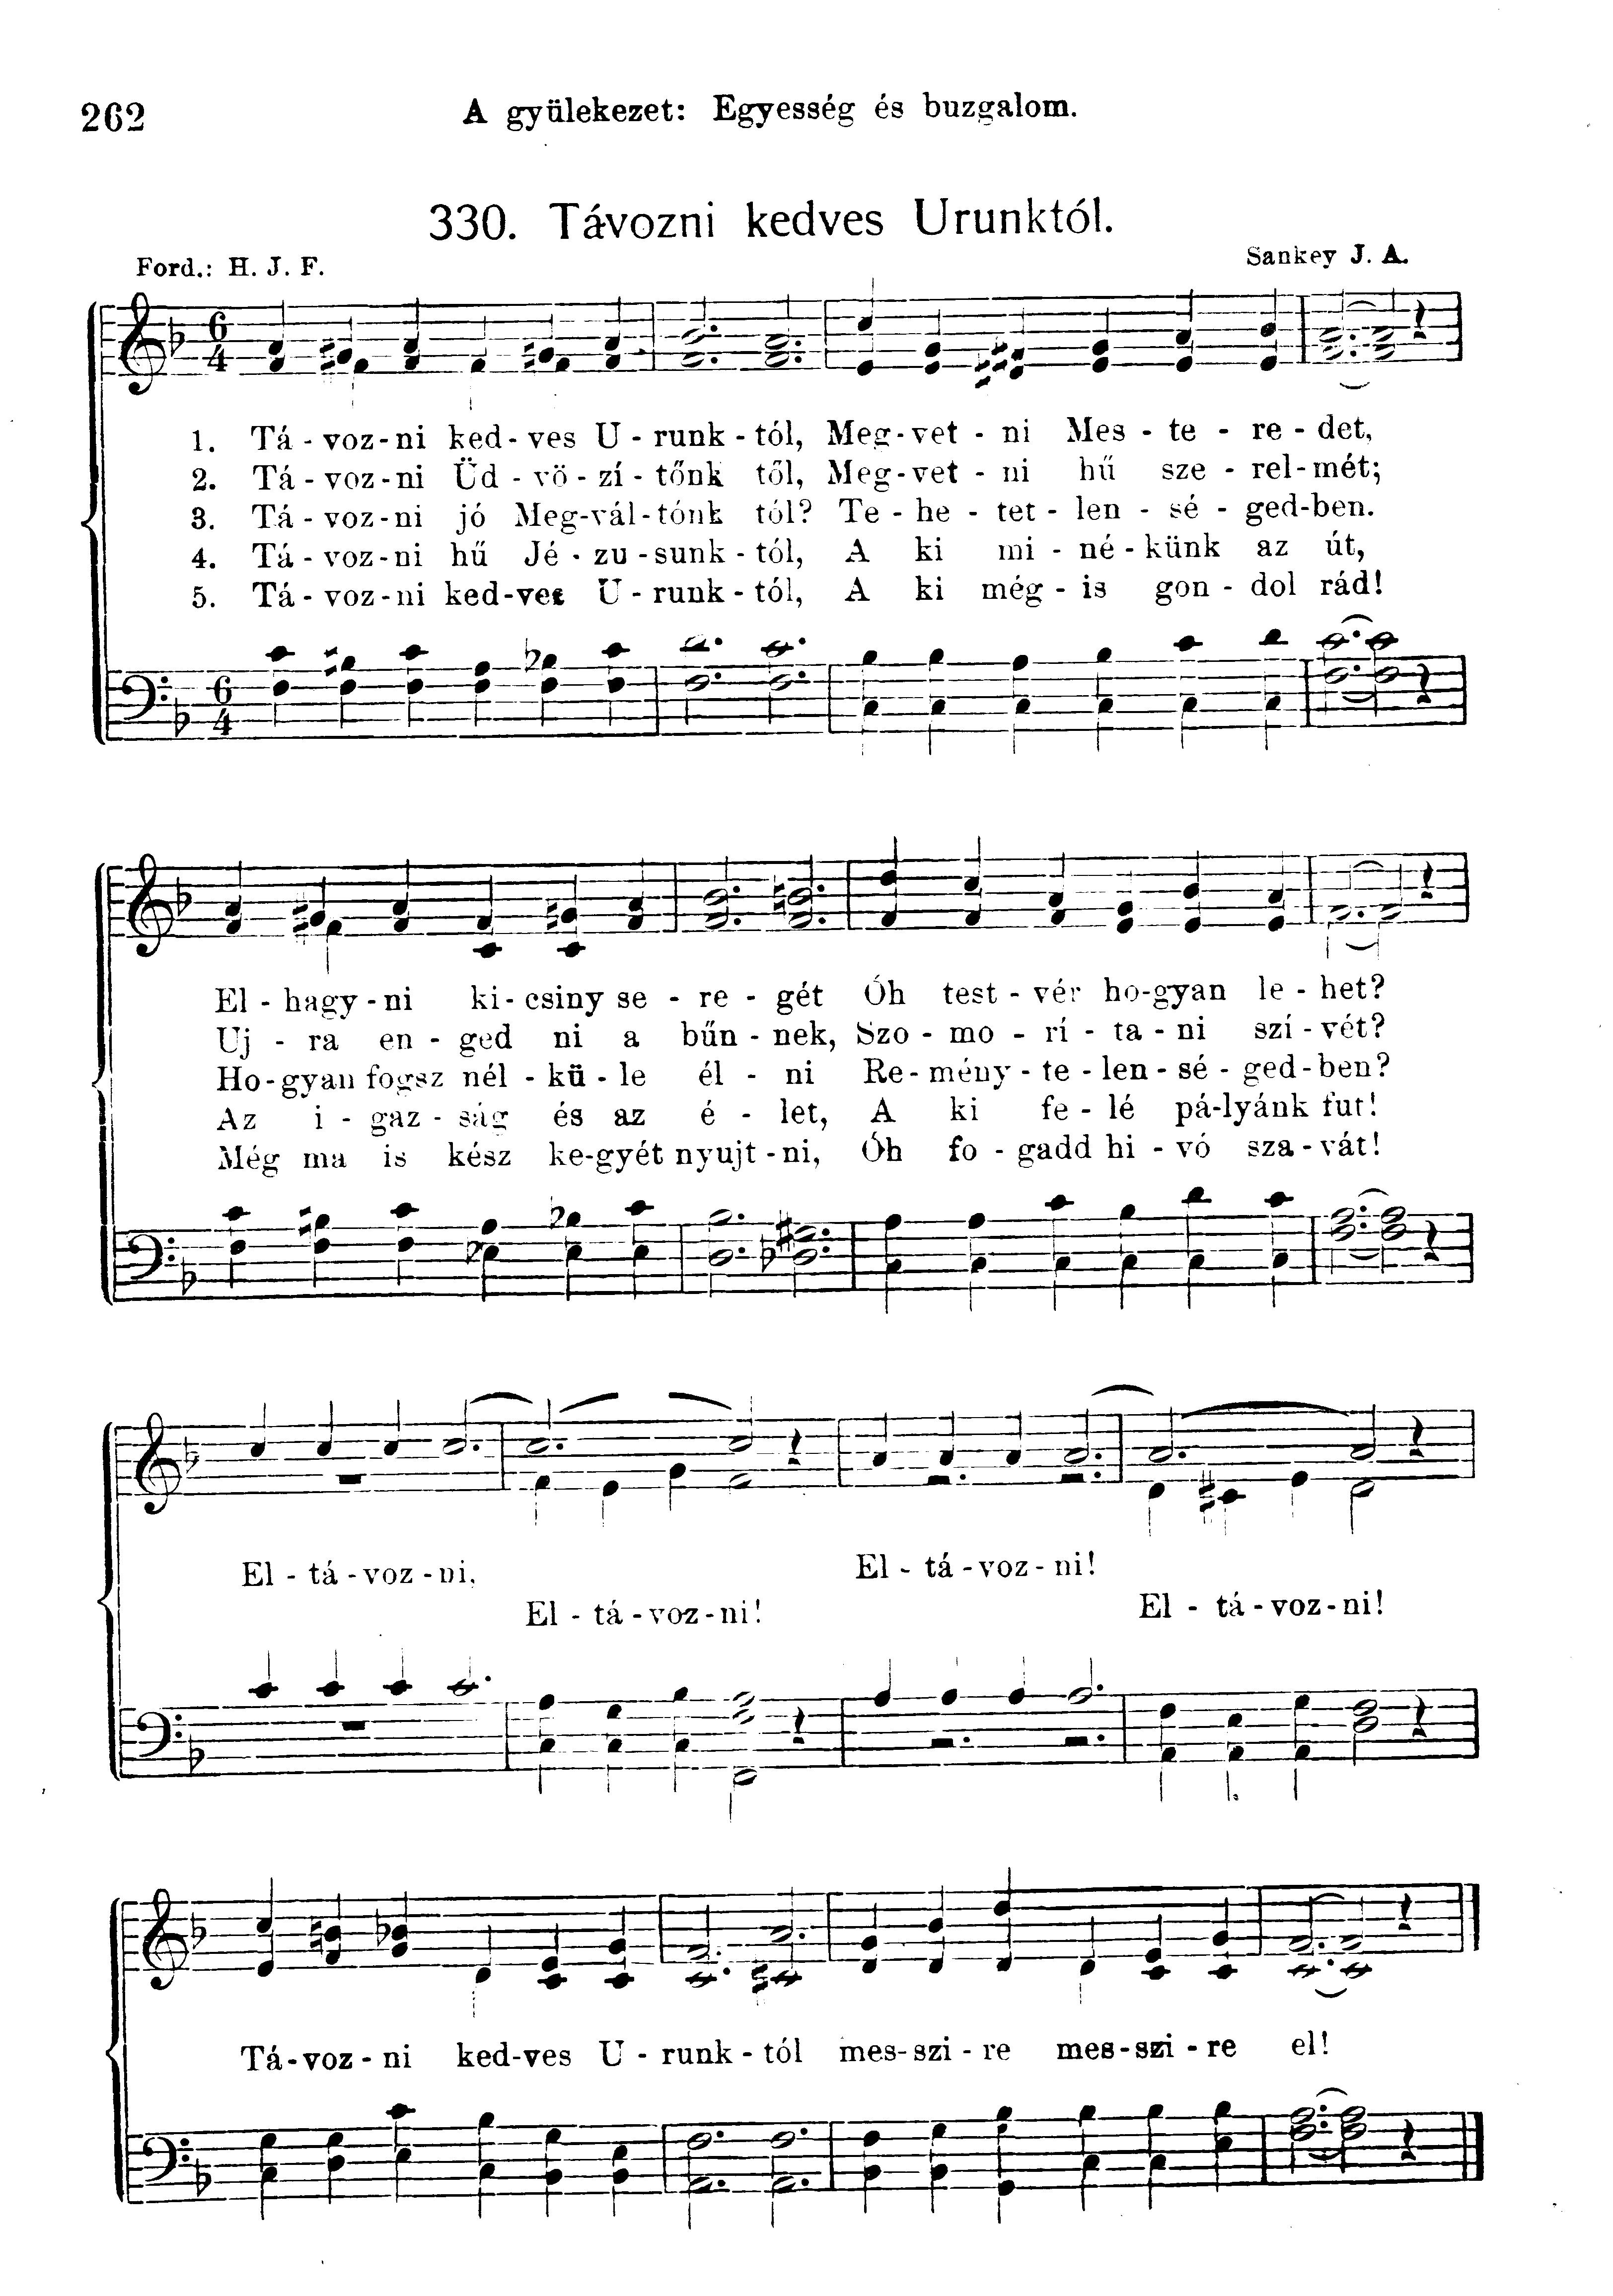 262
A gyülekezet: Egyesség és buzgalom.
330. Távozni kedves Urunktól.
Ford.: H. J. F.
Sankey J. A.
6 4
1. Tá - voz - ni ked - ves U - runk - tól, Meg - vet - ni Mes - te - re - det,
2. Tá - voz - ni Üd - vö - zí - tőnk től, Meg - vet - ni hű sze - rel - mét;
3. Tá - voz - ni jó Meg - vál - tónk tól? Te - he - tet - len - sé - ged - ben.
4. Tá - voz - ni hű Jé - zu - sunk - tól, A ki mi - né - künk az út,
5. Tá - voz - ni ked - ves U - runk - tól, A ki még - is gon - dol rád!
6 4
El - hagy - ni ki - csiny se - re - gét Óh test - vér ho - gyan le - het?
Uj - ra en - ged ni a bűn - nek, Szo - mo - rí - ta - ni szí - vét?
Ho - gyan fogsz nél - kü - le él - ni Re - mény - te - len - sé - ged - ben?
Az i - gaz - ság és az é - let, A ki fe - lé pá - lyánk fut!
Még ma is kész ke - gyét nyujt - ni, Óh fo - gadd hi - vó sza - vát!
El - tá - voz - ni, El - tá - voz - ni!
El - tá - voz - ni! El - tá - voz - ni!
Tá - voz - ni ked - ves U - runk - tól mes - szi - re mes - szi - re el!